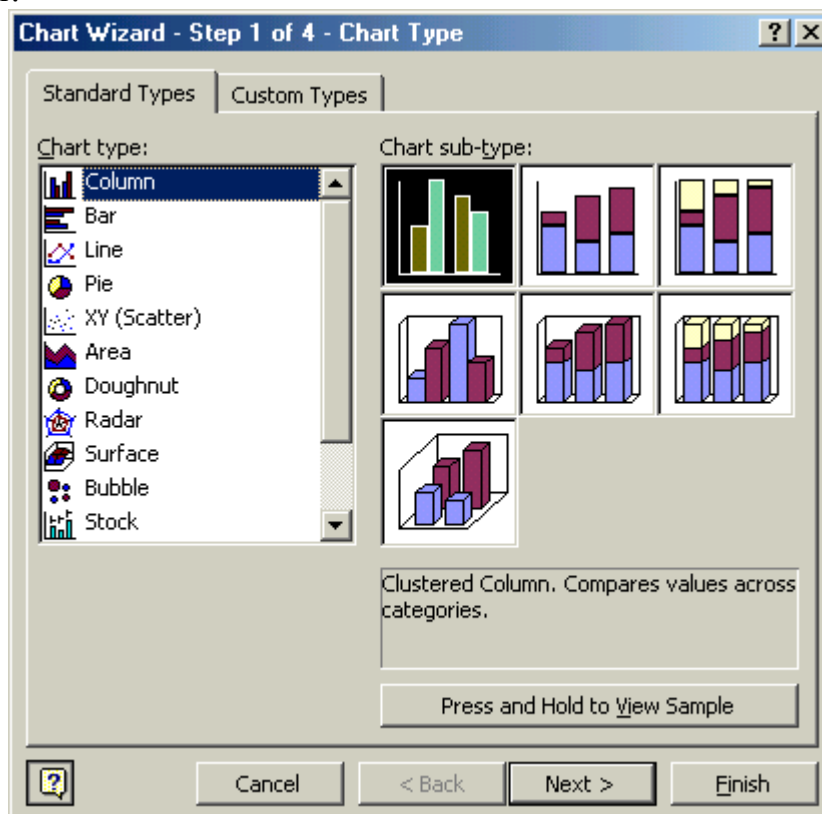 Chart Wizard - Step 1 of 4 - Chart Type
Standard Types
Custom Types
Chart type:
Column
Bar
Line
Pie
XY (Scatter)
Area
Doughnut
Radar
Surface
Bubble
Stock
Chart sub-type:
Clustered Column. Compares values across
categories.
Press and Hold to View Sample
Cancel
< Back
Next >
Finish